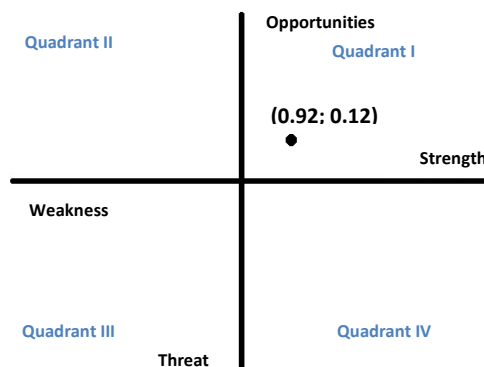 Opportunities
Quadrant II
Quadrant I
(0.92; 0.12)
Strength
Weakness
Quadrant III
Quadrant IV
Threat